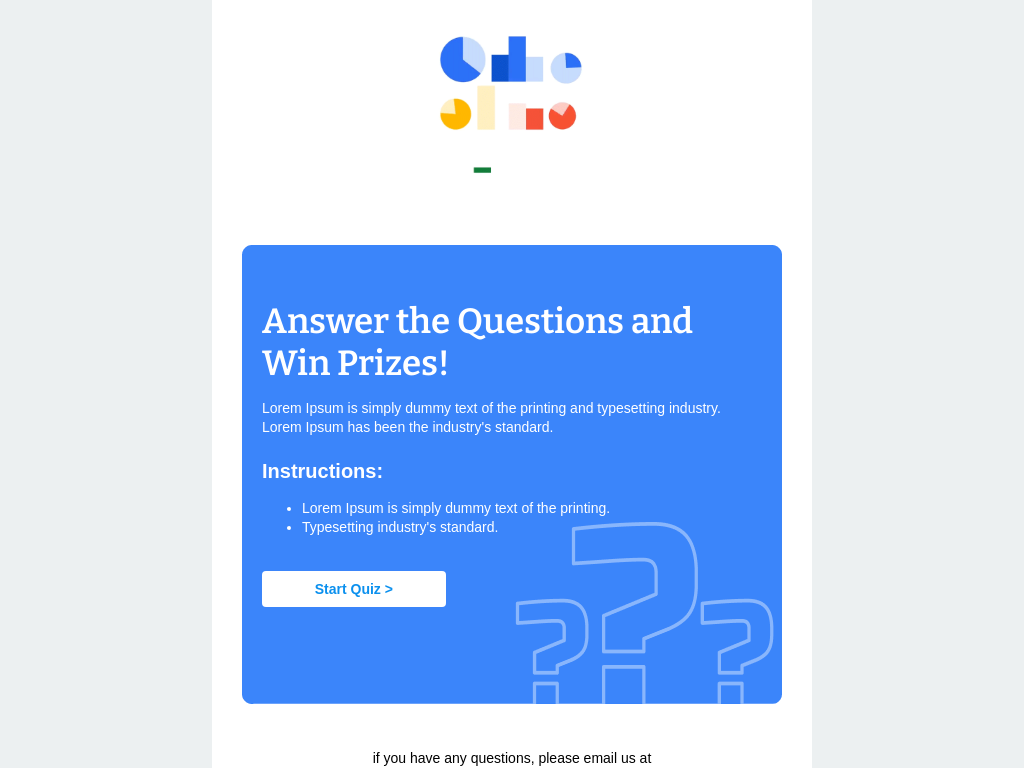 Answer the Questions and
Win Prizes!
Lorem Ipsum is simply dummy text of the printing and typesetting industry.
Lorem Ipsum has been the industry's standard.
Instructions:
• Lorem Ipsum is simply dummy text of the printing.
• Typesetting industry's standard.
Start Quiz >
if you have any questions, please email us at